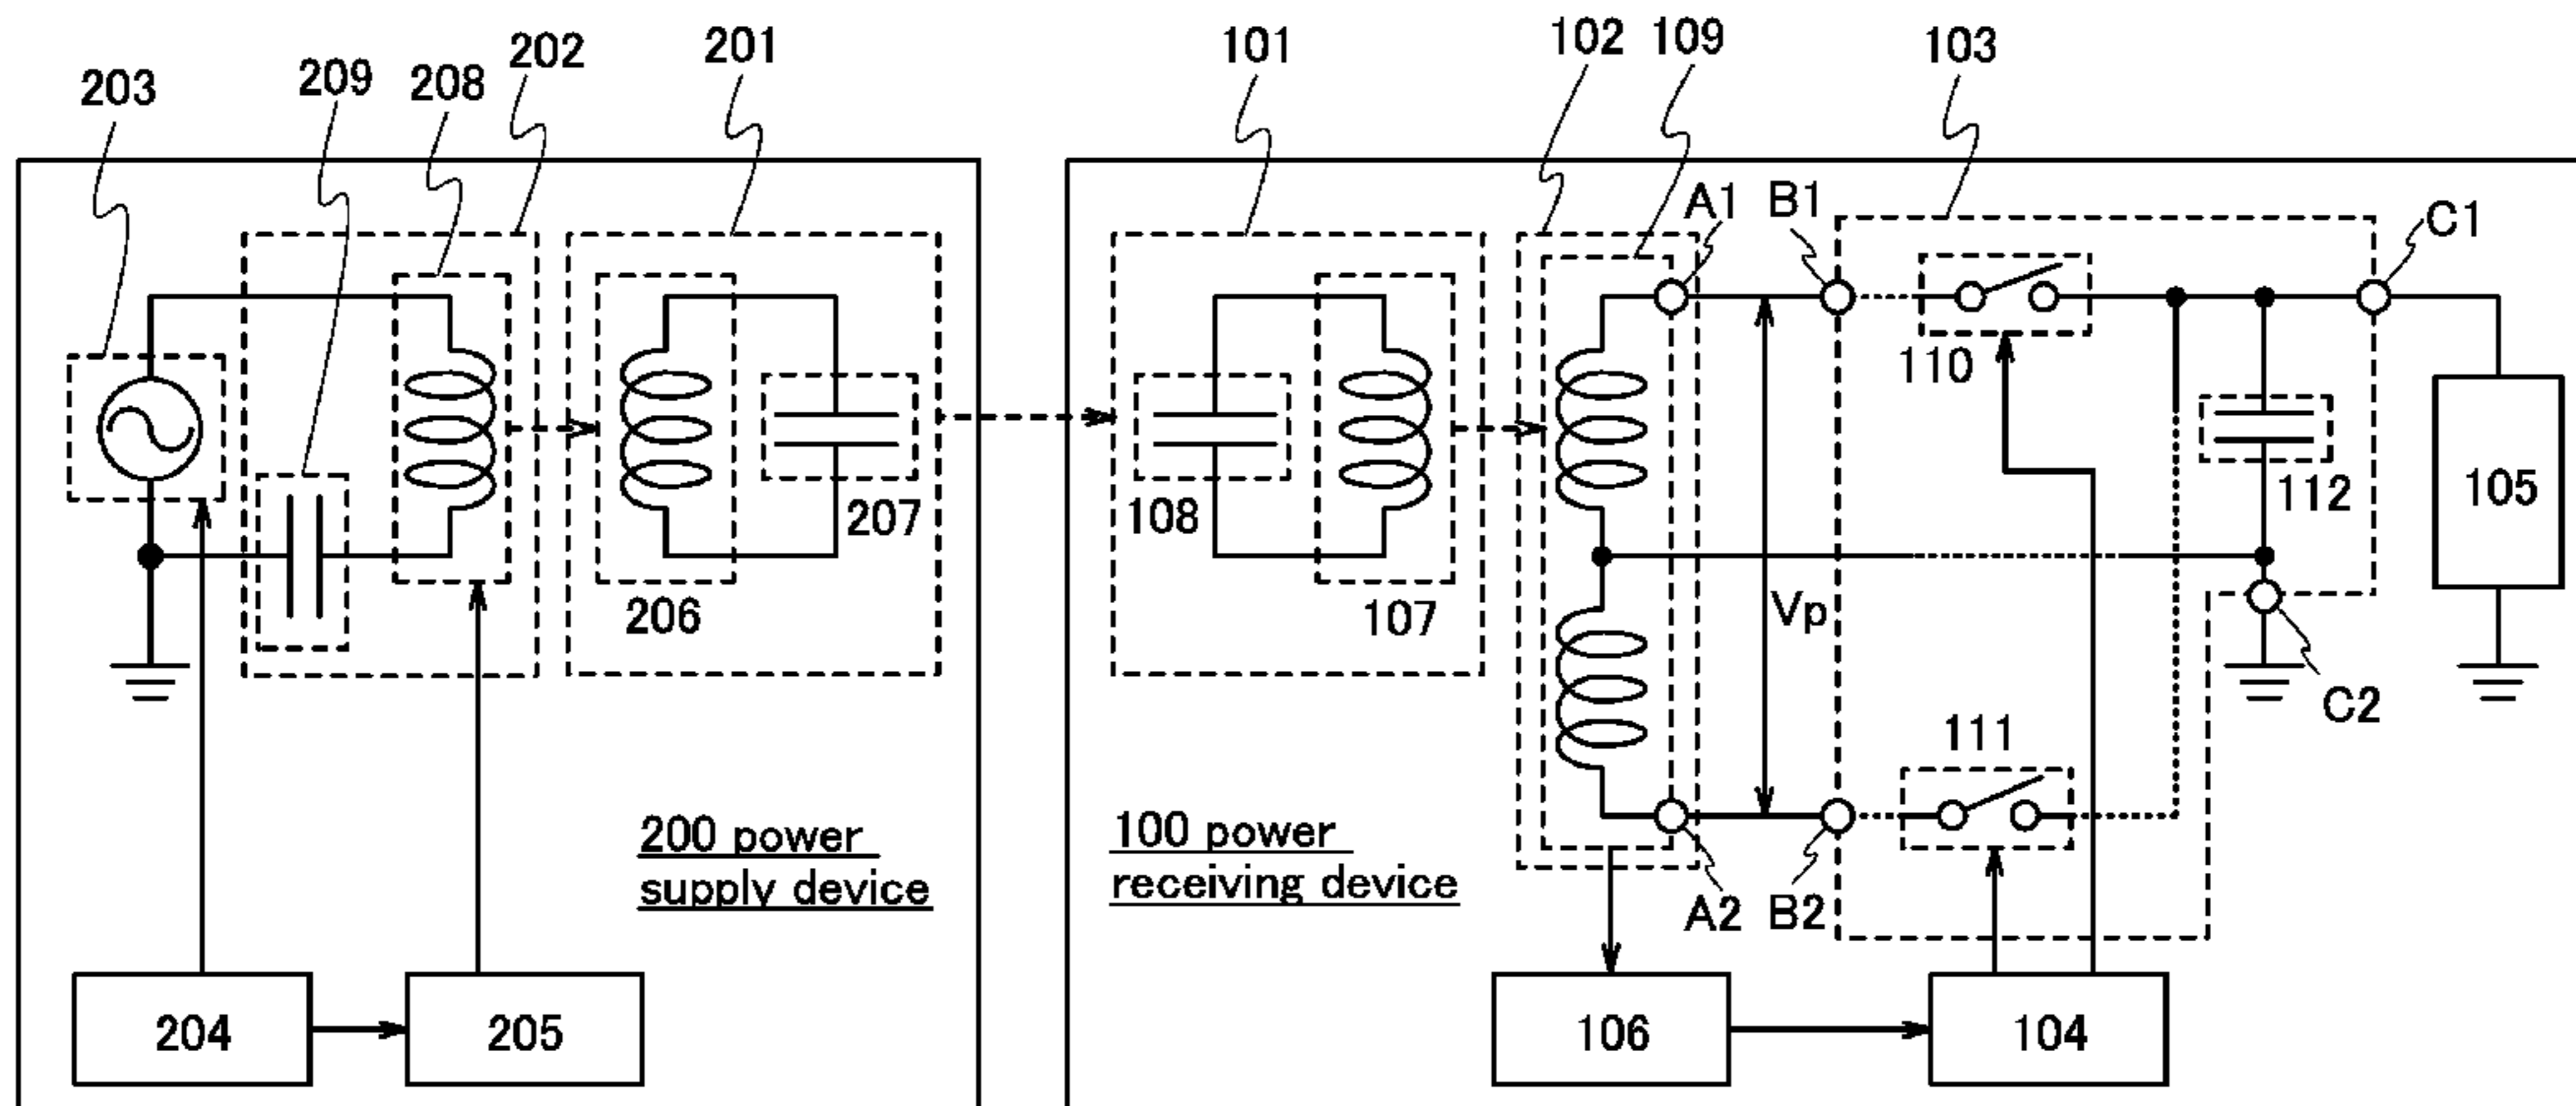 203
209
208
202
201
101
102
109
103
A1
B1
C1
110
112
105
207
108
206
107
Vp
C2
111
200 power
supply device
100 power
receiving device
A2
B2
204
205
106
104